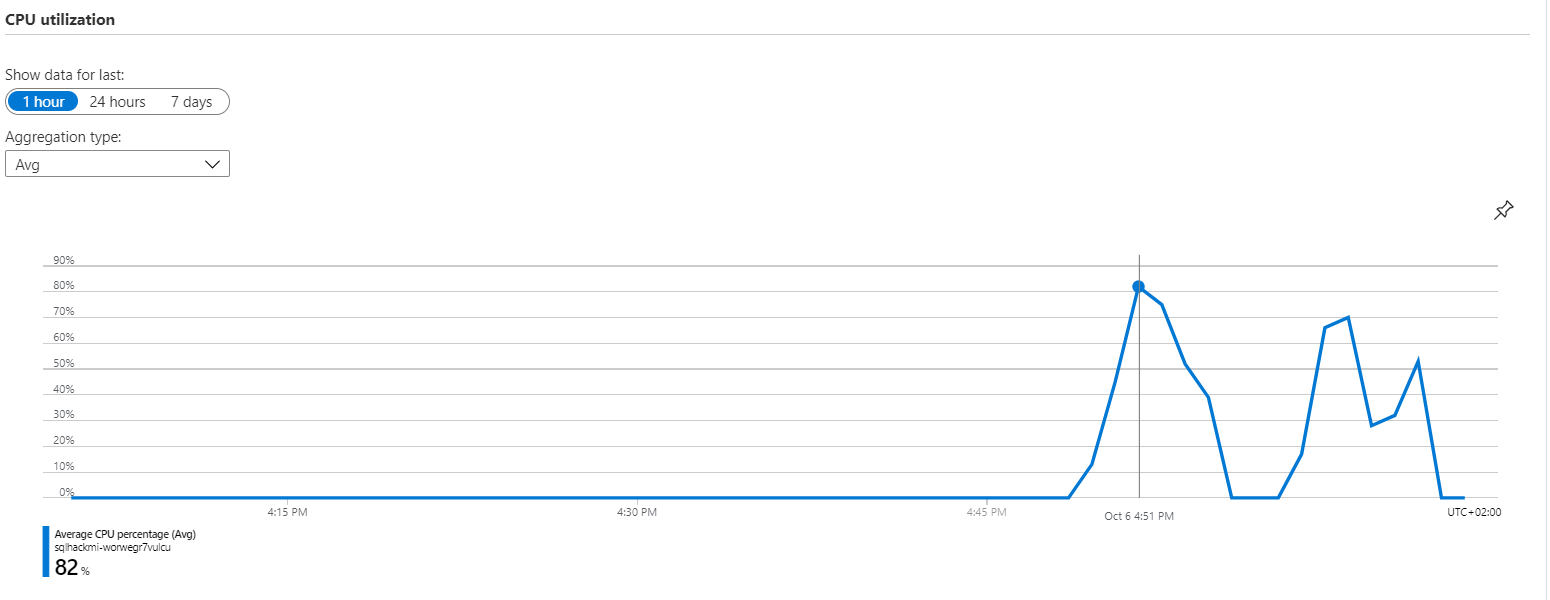 CPU utilization
Show data for last:
1 hour 24 hours 7 days
Aggregation type:
Avg
90%
80%
70%
60%
50%
40%
30%
20%
10%
0%
4:15 PM 4:30 PM 4:45 PM Oct 6 4:51 PM UTC+02:00
Average CPU percentage (Avg)
sqlhackmi-worwegr7vulcu
82 %